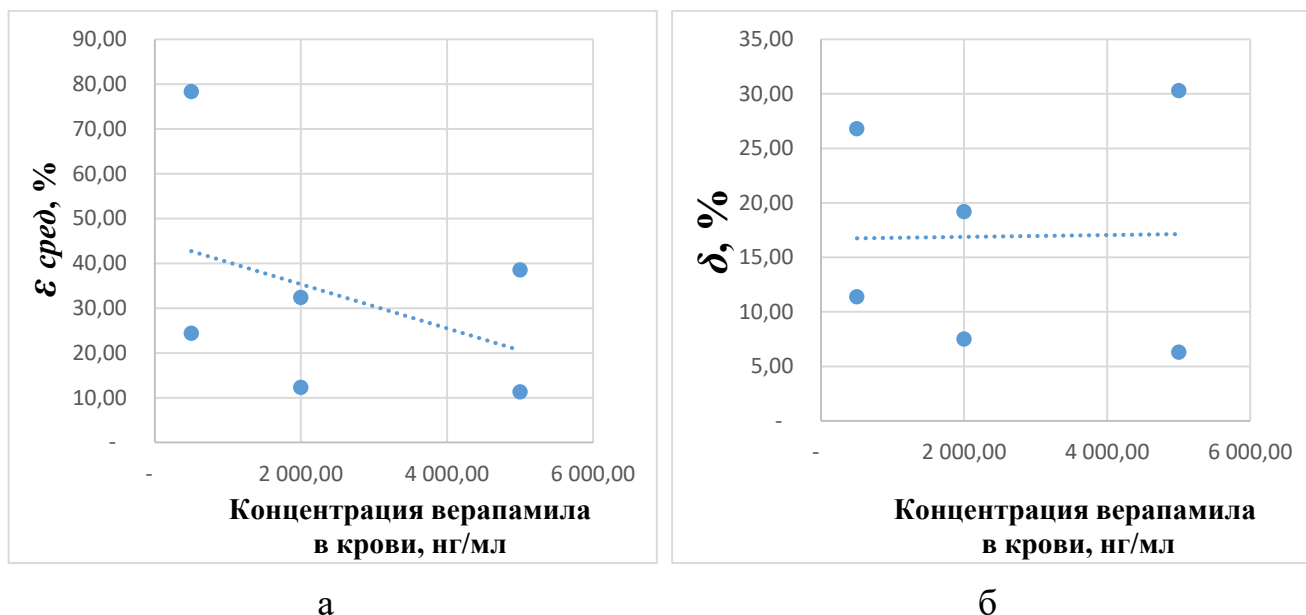 90,00
80,00
70,00
60,00
50,00
40,00
30,00
20,00
10,00
-
ε сред, %
- 2 000,00 4 000,00 6 000,00
Концентрация верапамила
в крови, нг/мл
а
35,00
30,00
25,00
20,00
15,00
10,00
5,00
-
δ, %
- 2 000,00 4 000,00 6 000,00
Концентрация верапамила
в крови, нг/мл
б